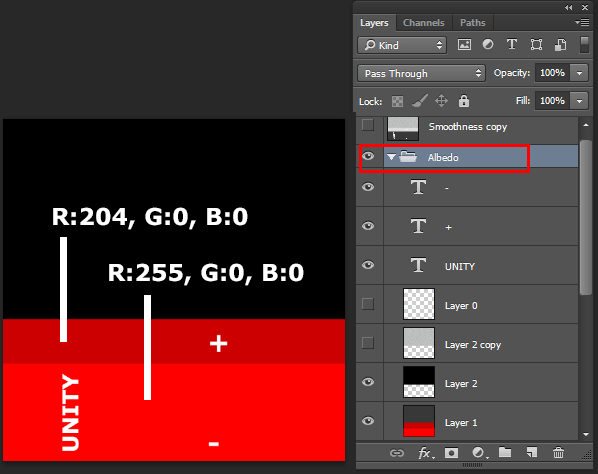 R:204, G:0, B:0
R:255, G:0, B:0
+
UNITY
-
Layers Channels Paths
Kind
Pass Through Opacity: 100%
Lock: Fill: 100%
Smoothness copy
Albedo
T -
T +
T UNITY
Layer 0
Layer 2 copy
Layer 2
Layer 1
fx